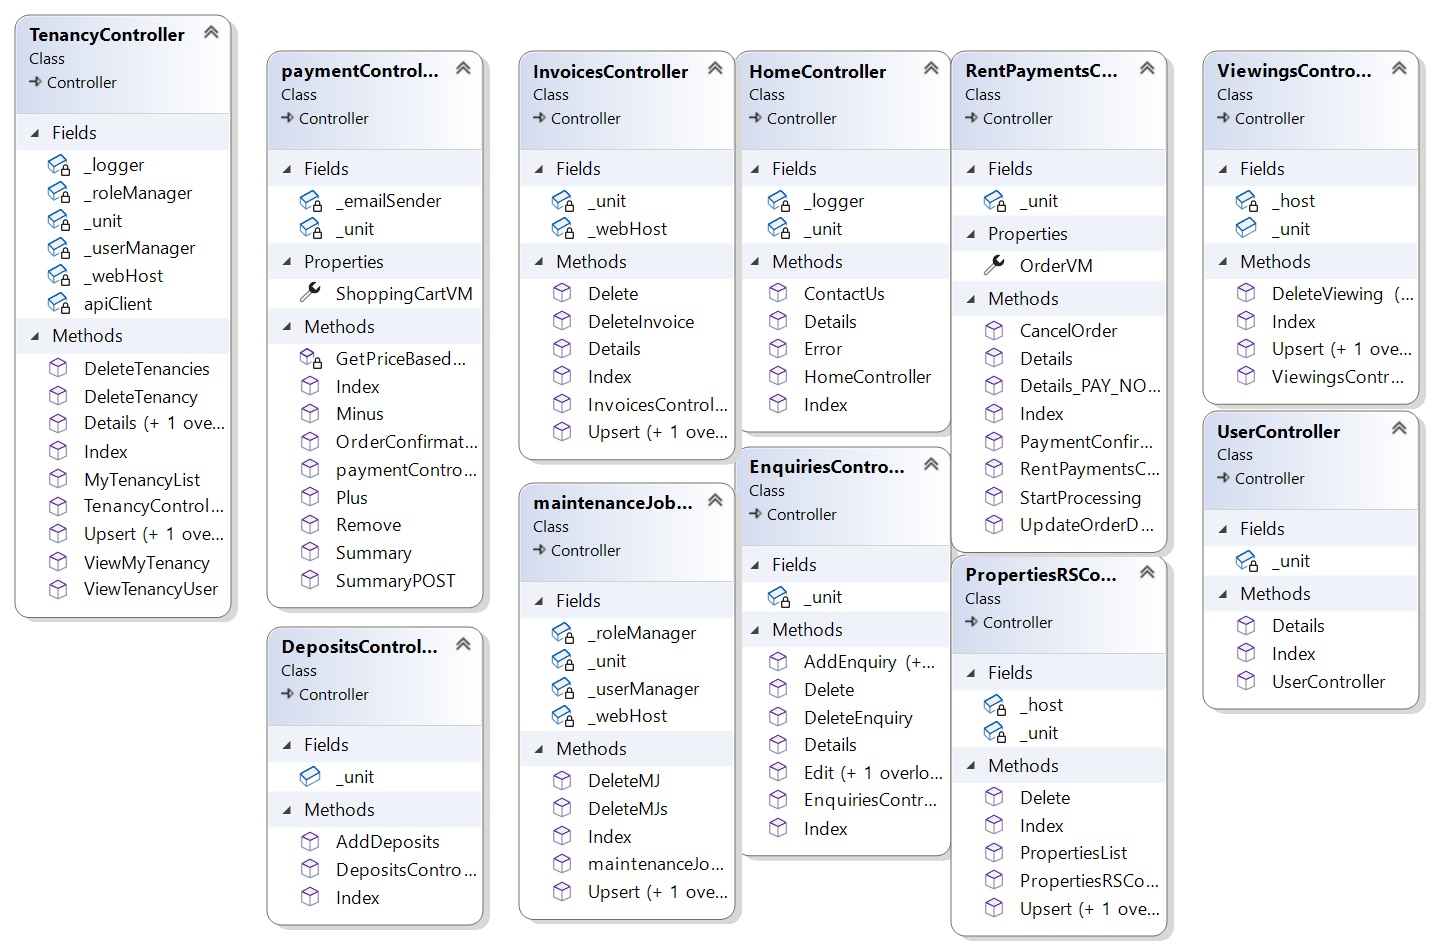 TenancyController
Class
Controller
Fields
_logger
_roleManager
_unit
_userManager
_webHost
apiClient
Methods
DeleteTenancies
DeleteTenancy
Details (+ 1 ove...
Index
MyTenancyList
TenancyControl...
Upsert (+ 1 ove...
ViewMyTenancy
ViewTenancyUser
paymentControl...
Class
Controller
Fields
_emailSender
_unit
Properties
ShoppingCartVM
Methods
GetPriceBased...
Index
Minus
OrderConfirmat...
paymentContro...
Plus
Remove
Summary
SummaryPOST
DepositsControl...
Class
Controller
Fields
_unit
Methods
AddDeposits
DepositsContro...
Index
InvoicesController
Class
Controller
Fields
_unit
_webHost
Methods
Delete
DeleteInvoice
Details
Index
InvoicesControl...
Upsert (+ 1 ove...
maintenanceJob...
Class
Controller
Fields
_roleManager
_unit
_userManager
_webHost
Methods
DeleteMJ
DeleteMJs
Index
maintenanceJo...
Upsert (+ 1 ove...
HomeController
Class
Controller
Fields
_logger
_unit
Methods
ContactUs
Details
Error
HomeController
Index
EnquiriesContro...
Class
Controller
Fields
_unit
Methods
AddEnquiry (+...
Delete
DeleteEnquiry
Details
Edit (+ 1 overlo...
EnquiriesContr...
Index
RentPaymentsC...
Class
Controller
Fields
_unit
Properties
OrderVM
Methods
CancelOrder
Details
Details_PAY_NO...
Index
PaymentConfir...
RentPaymentsC...
StartProcessing
UpdateOrderD...
PropertiesRSCo...
Class
Controller
Fields
_host
_unit
Methods
Delete
Index
PropertiesList
PropertiesRSCo...
Upsert (+ 1 ove...
ViewingsContro...
Class
Controller
Fields
_host
_unit
Methods
DeleteViewing (...
Index
Upsert (+ 1 ove...
ViewingsContr...
UserController
Class
Controller
Fields
_unit
Methods
Details
Index
UserController